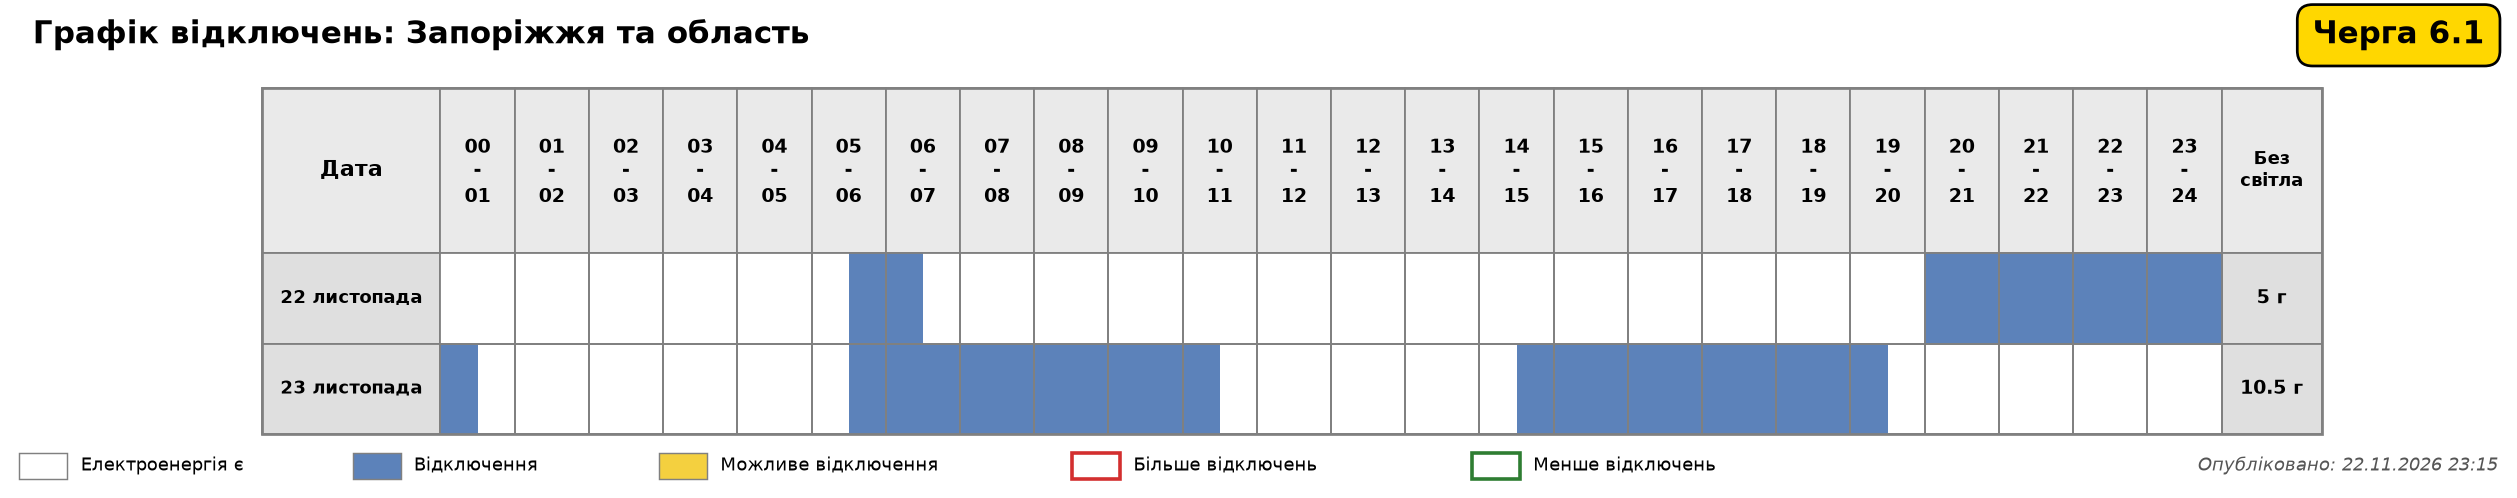 Графік відключень: Запоріжжя та область
Черга 6.1
Дата
00 - 01
01 - 02
02 - 03
03 - 04
04 - 05
05 - 06
06 - 07
07 - 08
08 - 09
09 - 10
10 - 11
11 - 12
12 - 13
13 - 14
14 - 15
15 - 16
16 - 17
17 - 18
18 - 19
19 - 20
20 - 21
21 - 22
22 - 23
23 - 24
Без
світла
22 листопада
5 г
23 листопада
10.5 г
Електроенергія є
Відключення
Можливе відключення
Більше відключень
Менше відключень
Опубліковано: 22.11.2026 23:15